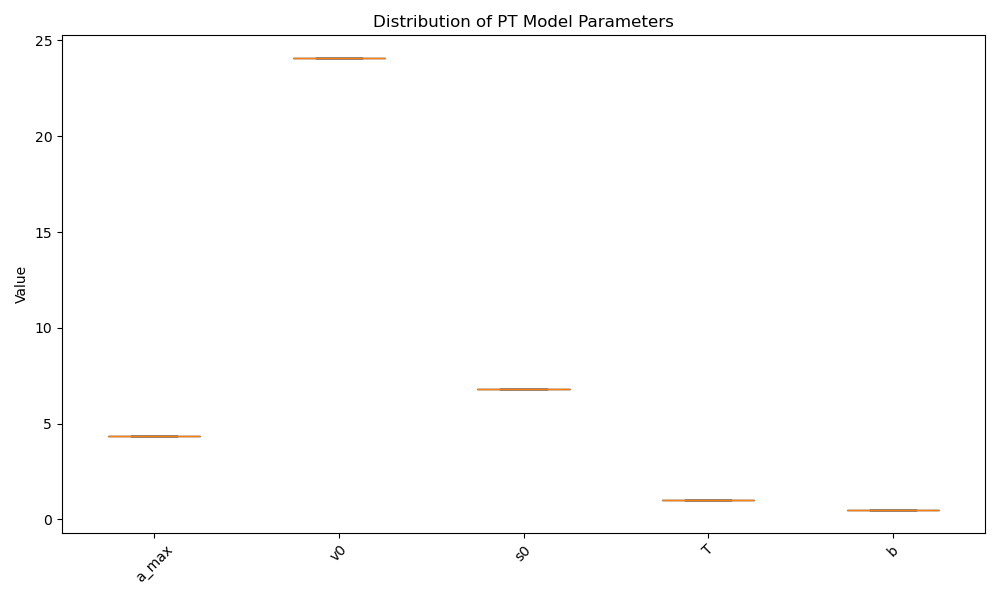 Distribution of PT Model Parameters
25
20
15
10
5
0
Value
a_max
v0
s0
T
b